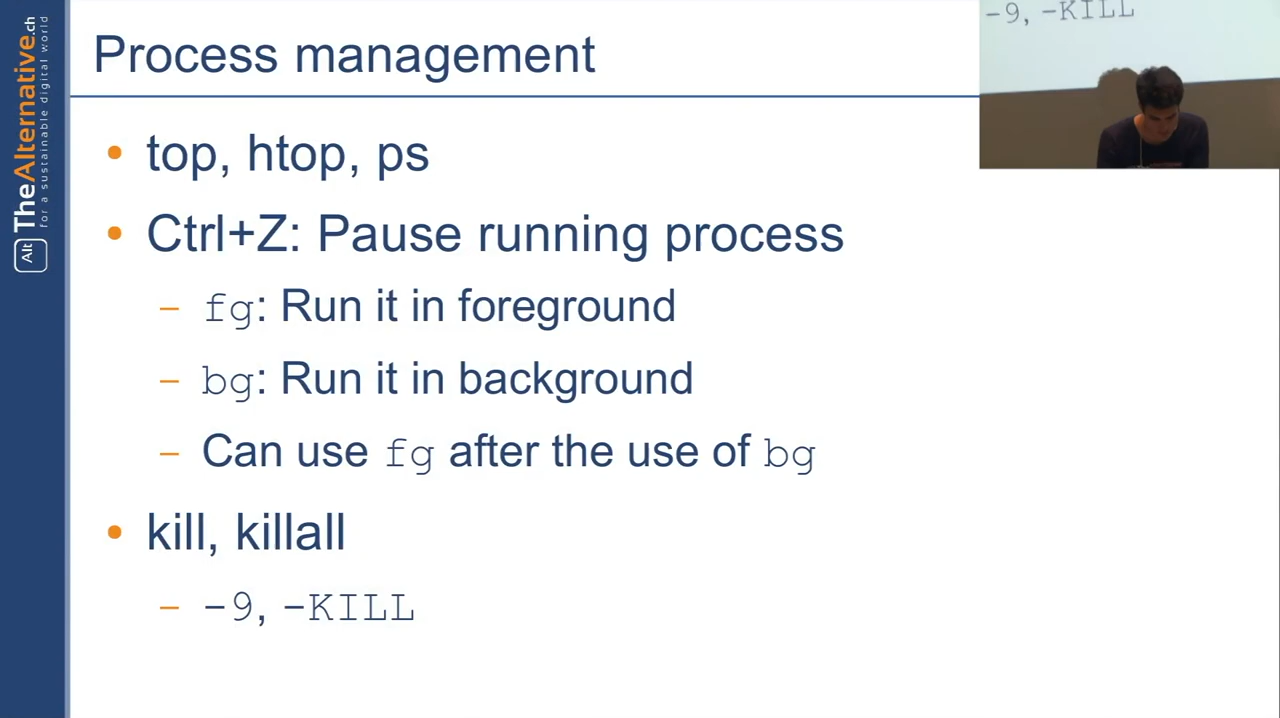 TheAlternative.ch
for a sustainable digital world
Alt
Process management
• top, htop, ps
• Ctrl+Z: Pause running process
– fg: Run it in foreground
– bg: Run it in background
– Can use fg after the use of bg
• kill, killall
– -9, -KILL
-9, -KILL